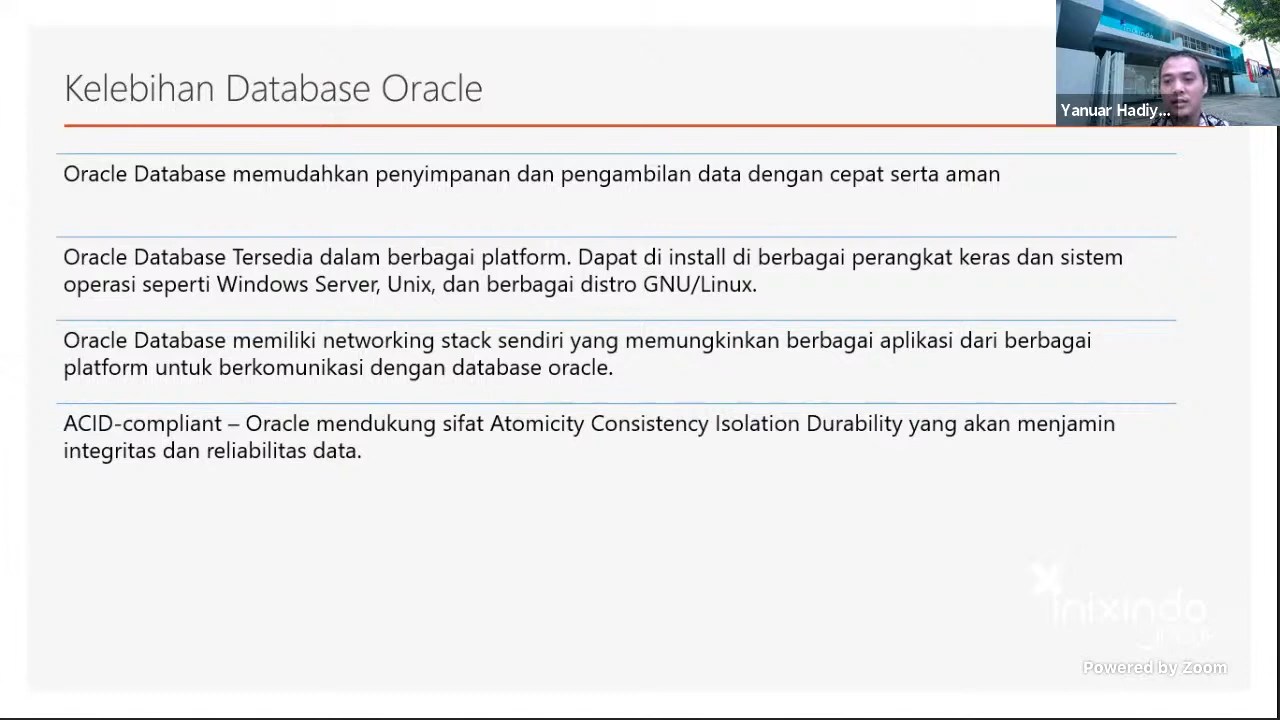 Kelebihan Database Oracle
Yanuar Hadiy...
Oracle Database memudahkan penyimpanan dan pengambilan data dengan cepat serta aman
Oracle Database Tersedia dalam berbagai platform. Dapat di install di berbagai perangkat keras dan sistem
operasi seperti Windows Server, Unix, dan berbagai distro GNU/Linux.
Oracle Database memiliki networking stack sendiri yang memungkinkan berbagai aplikasi dari berbagai
platform untuk berkomunikasi dengan database oracle.
ACID-compliant – Oracle mendukung sifat Atomicity Consistency Isolation Durability yang akan menjamin
integritas dan reliabilitas data.
inixindo
Powered by Zoom